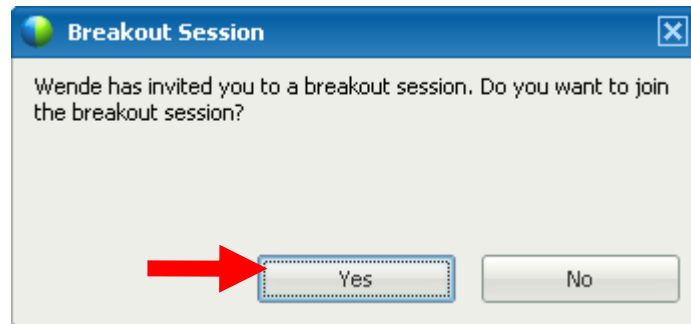 Breakout Session
Wende has invited you to a breakout session. Do you want to join
the breakout session?
Yes
No